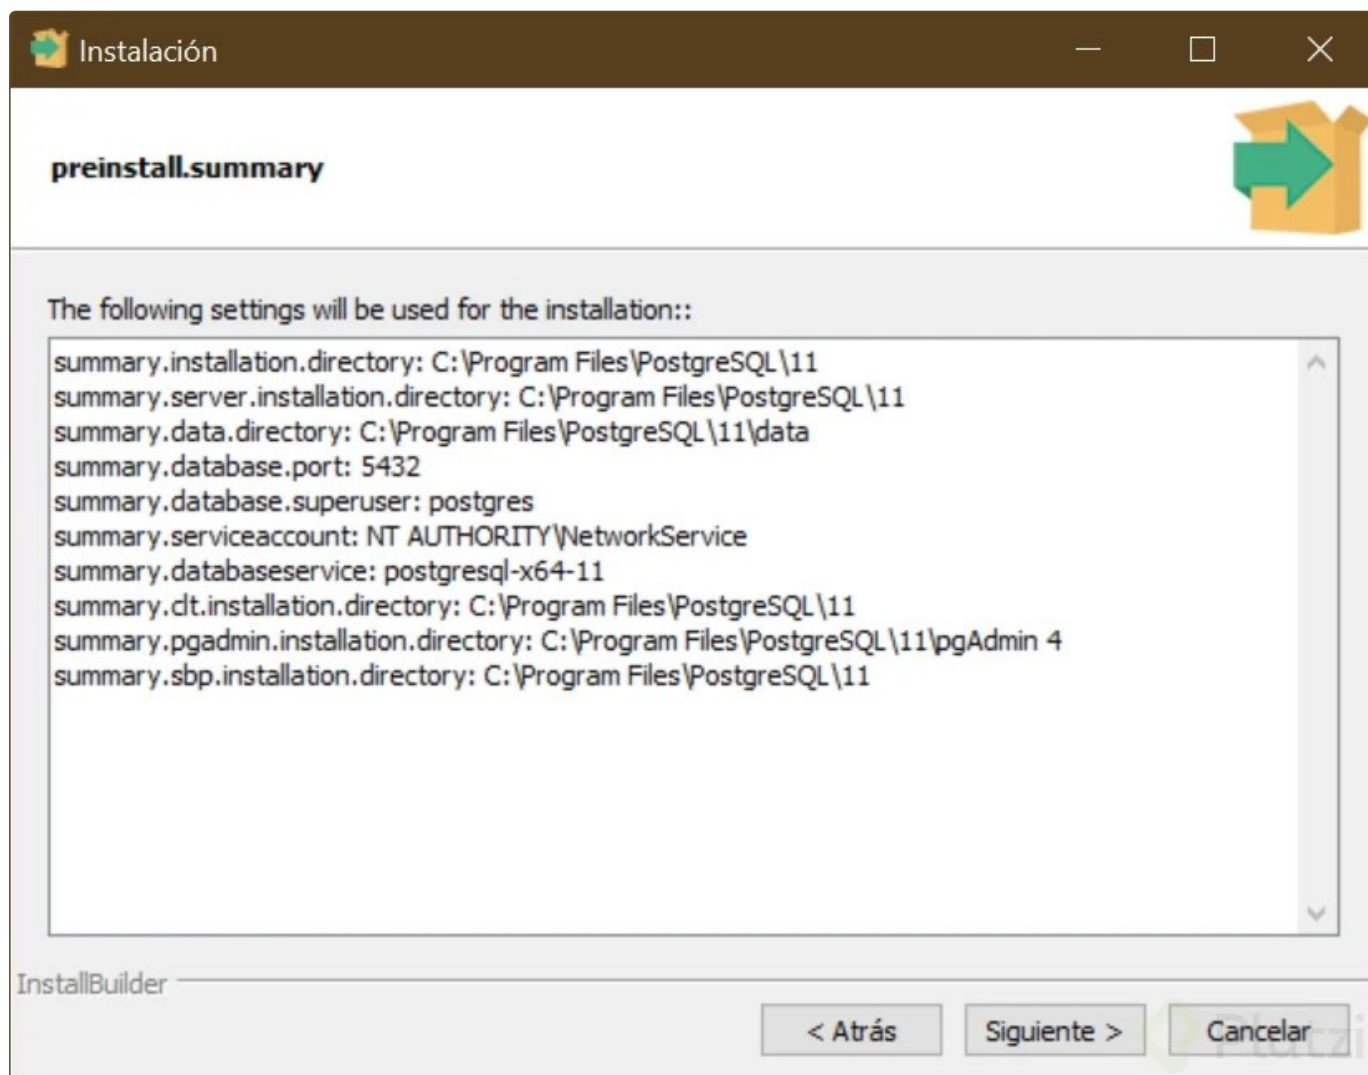 Instalación
preinstall.summary
The following settings will be used for the installation::
summary.installation.directory: C:\Program Files\PostgreSQL\11
summary.server.installation.directory: C:\Program Files\PostgreSQL\11
summary.data.directory: C:\Program Files\PostgreSQL\11\data
summary.database.port: 5432
summary.database.superuser: postgres
summary.serviceaccount: NT AUTHORITY\NetworkService
summary.databaseservice: postgresql-x64-11
summary.clt.installation.directory: C:\Program Files\PostgreSQL\11
summary.pgadmin.installation.directory: C:\Program Files\PostgreSQL\11\pgAdmin 4
summary.sbp.installation.directory: C:\Program Files\PostgreSQL\11
InstallBuilder
< Atrás Siguiente > Cancelar
Platzi